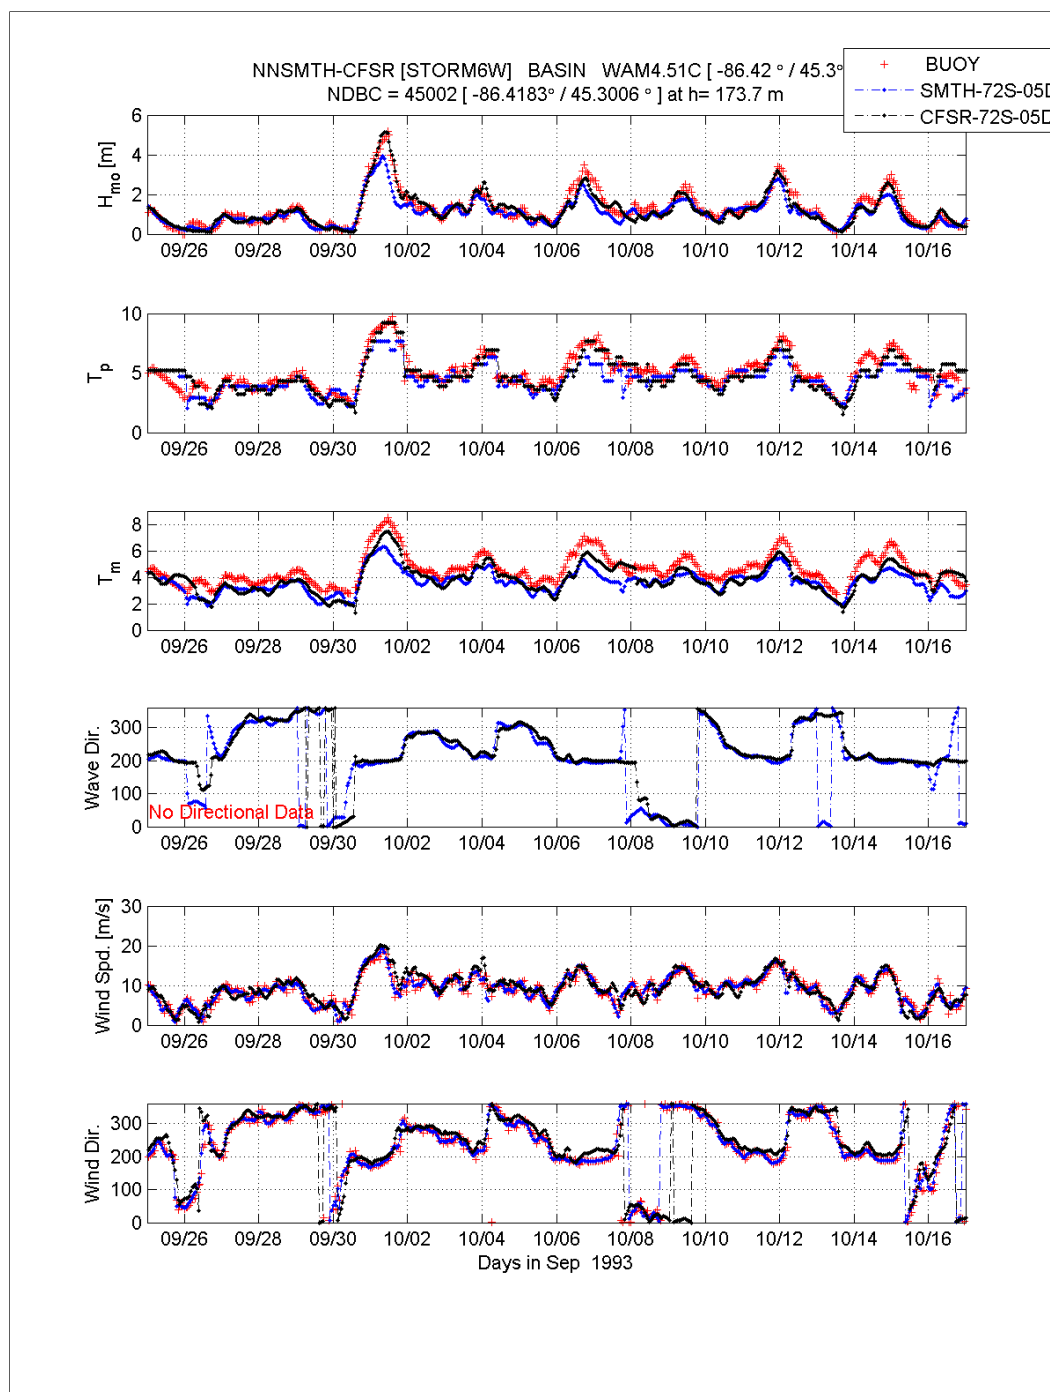 NNSMTH-CFSR [STORM6W] BASIN WAM4.51C [ -86.42 ° / 45.3°
NDBC = 45002 [ -86.4183° / 45.3006 ° ] at h= 173.7 m
BUOY
SMTH-72S-05D
CFSR-72S-05D
Hmo [m]
6
4
2
0
09/26 09/28 09/30 10/02 10/04 10/06 10/08 10/10 10/12 10/14 10/16
Tp
10
5
0
09/26 09/28 09/30 10/02 10/04 10/06 10/08 10/10 10/12 10/14 10/16
Tm
8
6
4
2
0
09/26 09/28 09/30 10/02 10/04 10/06 10/08 10/10 10/12 10/14 10/16
Wave Dir.
300
200
100
0
No Directional Data
09/26 09/28 09/30 10/02 10/04 10/06 10/08 10/10 10/12 10/14 10/16
Wind Spd. [m/s]
30
20
10
0
09/26 09/28 09/30 10/02 10/04 10/06 10/08 10/10 10/12 10/14 10/16
Wind Dir.
300
200
100
0
09/26 09/28 09/30 10/02 10/04 10/06 10/08 10/10 10/12 10/14 10/16
Days in Sep 1993